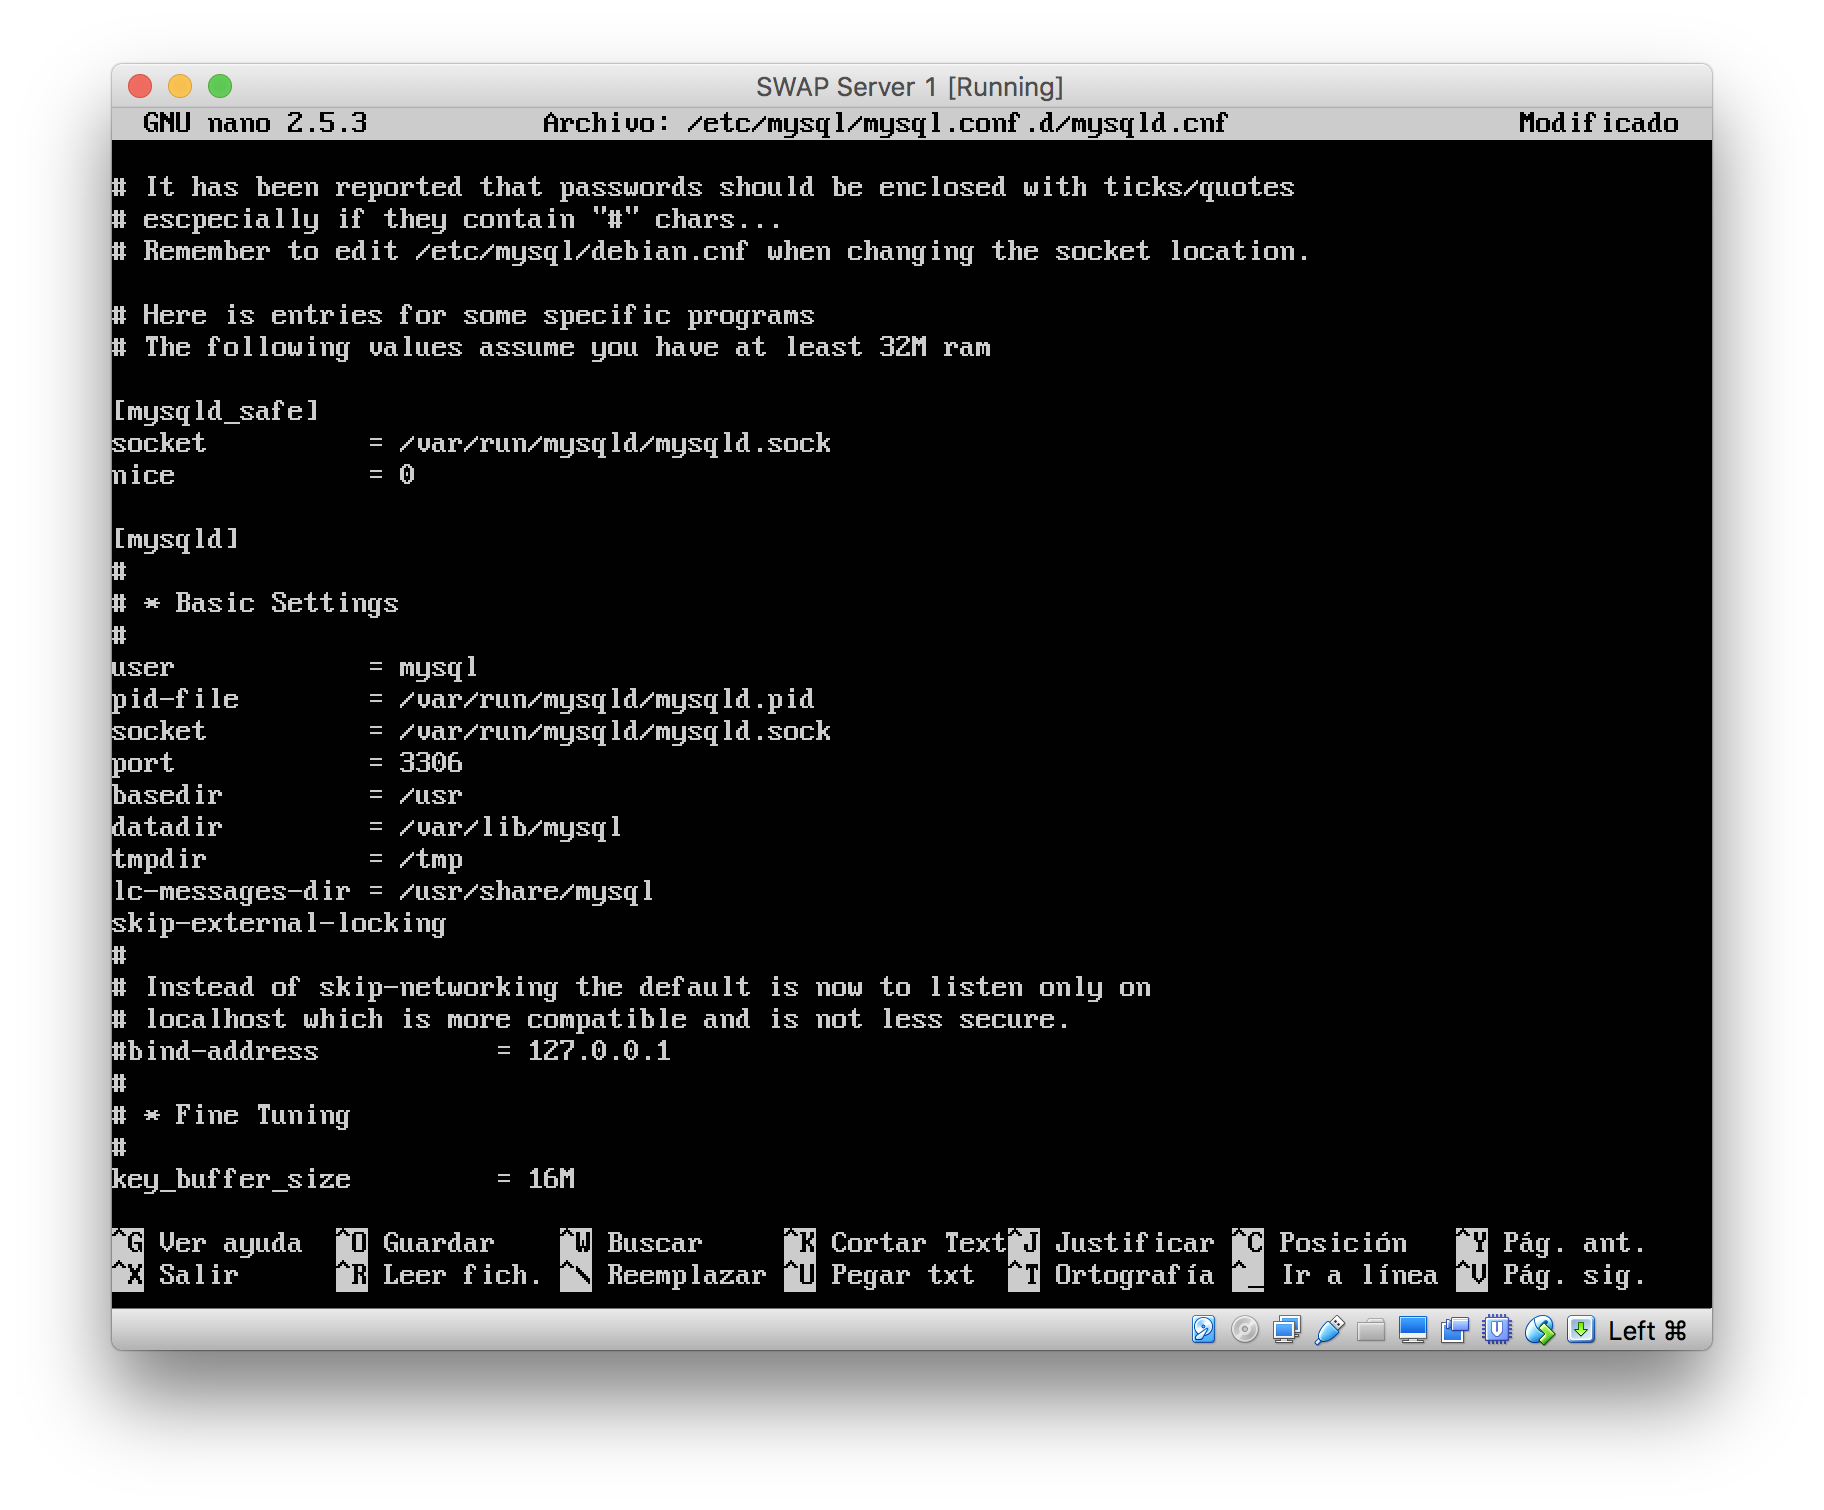 SWAP Server 1 [Running]
GNU nano 2.5.3 Archivo: /etc/mysql/mysql.conf.d/mysqld.cnf Modificado
# It has been reported that passwords should be enclosed with ticks/quotes
# escpecially if they contain "#" chars...
# Remember to edit /etc/mysql/debian.cnf when changing the socket location.
# Here is entries for some specific programs
# The following values assume you have at least 32M ram
[mysqld_safe]
socket = /var/run/mysqld/mysqld.sock
nice = 0
[mysqld]
#
# * Basic Settings
#
user = mysql
pid-file = /var/run/mysqld/mysqld.pid
socket = /var/run/mysqld/mysqld.sock
port = 3306
basedir = /usr
datadir = /var/lib/mysql
tmpdir = /tmp
lc-messages-dir = /usr/share/mysql
skip-external-locking
#
# Instead of skip-networking the default is now to listen only on
# localhost which is more compatible and is not less secure.
#bind-address = 127.0.0.1
#
# * Fine Tuning
#
key_buffer_size = 16M
^G Ver ayuda ^O Guardar ^W Buscar ^K Cortar Text ^J Justificar ^C Posición ^Y Pág. ant.
^X Salir ^R Leer fich. ^\ Reemplazar ^U Pegar txt ^T Ortografía ^_ Ir a línea ^V Pág. sig.
Left ⌘